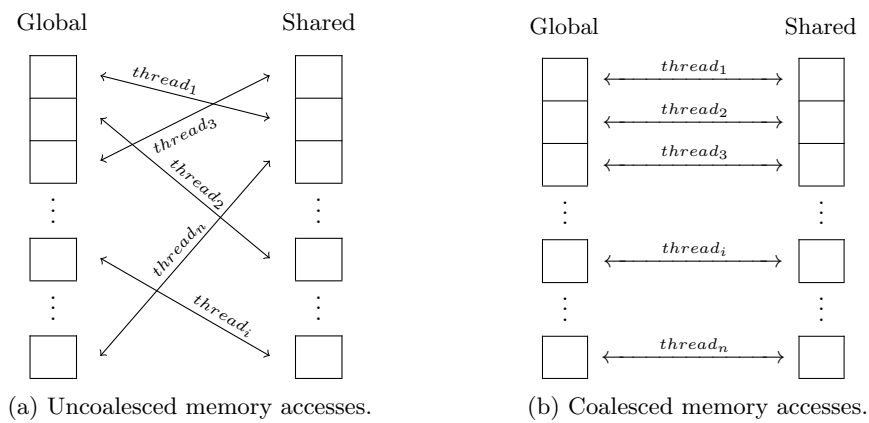 Global Shared
thread₁
thread₃
thread₂
⋮ ⋮
threadₙ
threadᵢ
⋮ ⋮
(a) Uncoalesced memory accesses.
Global Shared
thread₁
thread₂
thread₃
⋮ ⋮
threadᵢ
⋮ ⋮
threadₙ
(b) Coalesced memory accesses.